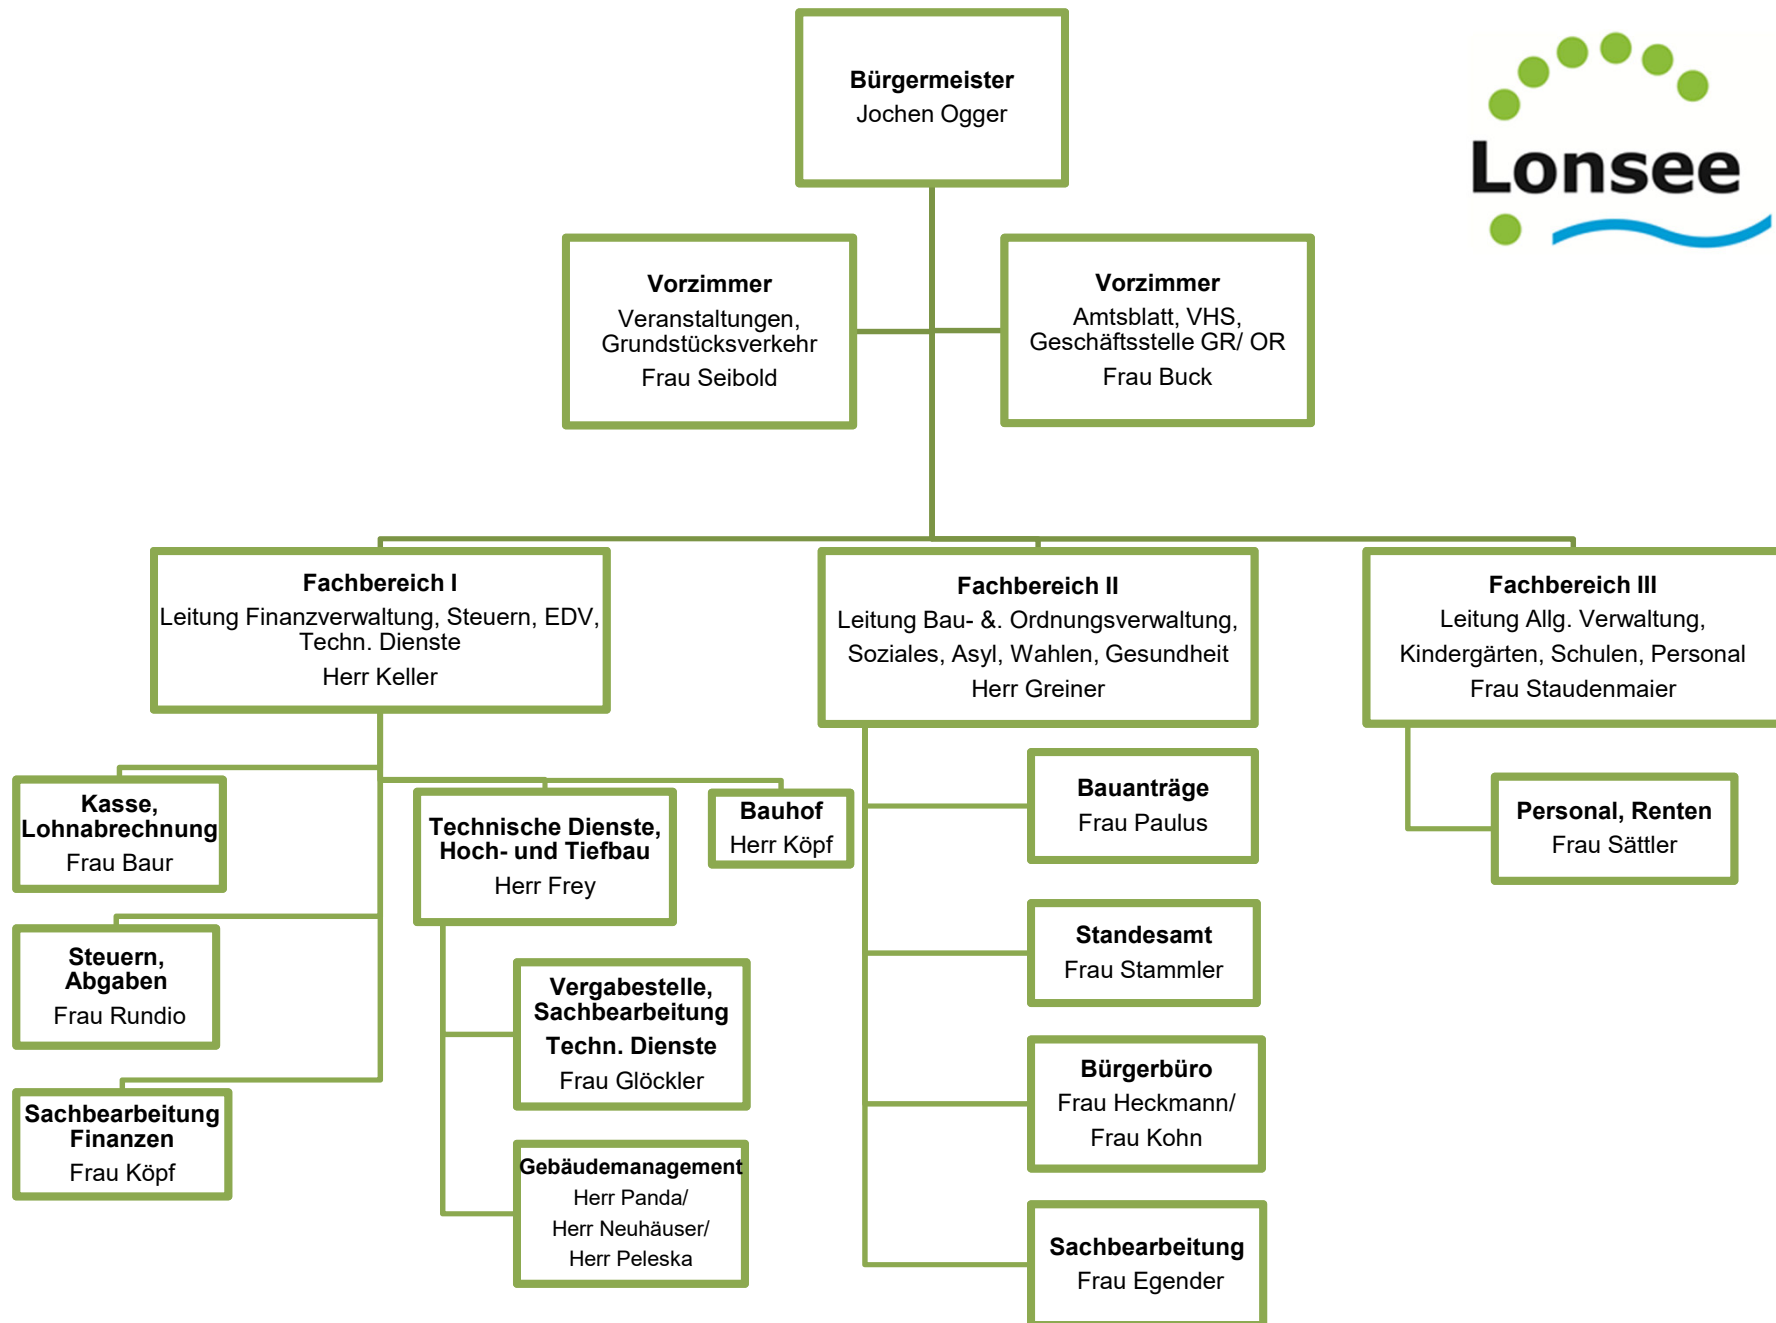 Bürgermeister
Jochen Ogger
Lonsee
Vorzimmer
Veranstaltungen,
Grundstücksverkehr
Frau Seibold
Vorzimmer
Amtsblatt, VHS,
Geschäftsstelle GR/ OR
Frau Buck
Fachbereich I
Leitung Finanzverwaltung, Steuern, EDV,
Techn. Dienste
Herr Keller
Fachbereich II
Leitung Bau- &. Ordnungsverwaltung,
Soziales, Asyl, Wahlen, Gesundheit
Herr Greiner
Fachbereich III
Leitung Allg. Verwaltung,
Kindergärten, Schulen, Personal
Frau Staudenmaier
Kasse,
Lohnabrechnung
Frau Baur
Steuern,
Abgaben
Frau Rundio
Sachbearbeitung
Finanzen
Frau Köpf
Technische Dienste,
Hoch- und Tiefbau
Herr Frey
Vergabestelle,
Sachbearbeitung
Techn. Dienste
Frau Glöckler
Gebäudemanagement
Herr Panda/
Herr Neuhäuser/
Herr Peleska
Bauhof
Herr Köpf
Bauanträge
Frau Paulus
Standesamt
Frau Stammler
Bürgerbüro
Frau Heckmann/
Frau Kohn
Sachbearbeitung
Frau Egender
Personal, Renten
Frau Sättler